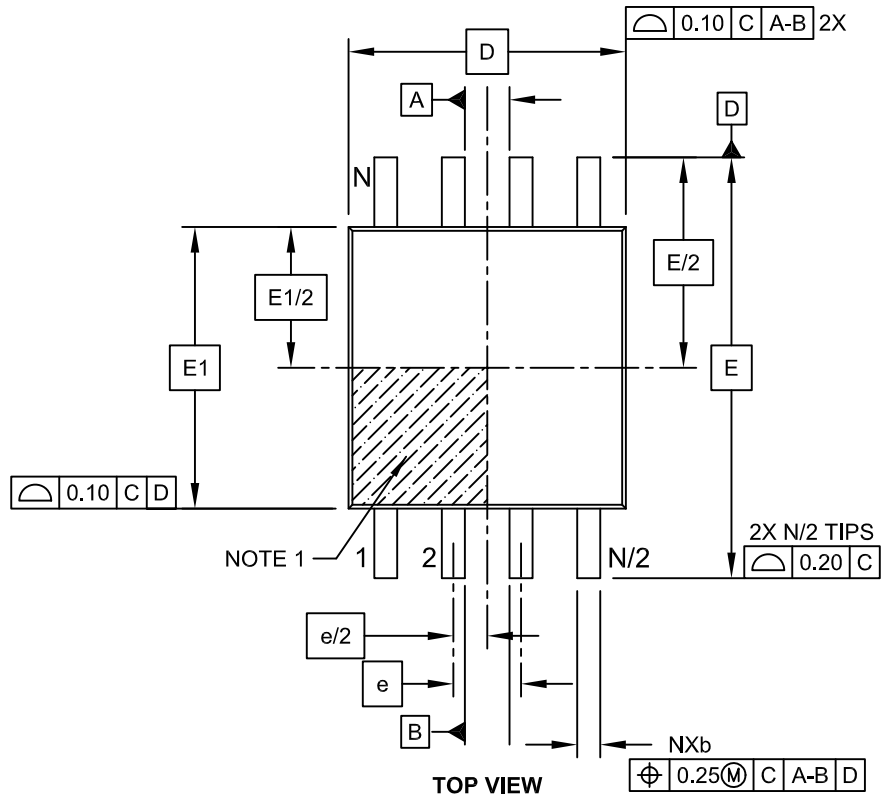 ⌓ 0.10 C A-B 2X
D
A
D
N
E/2
E1/2
E1
E
⌓ 0.10 C D
2X N/2 TIPS
NOTE 1
1
2
N/2
⌓ 0.20 C
e/2
e
B
NXb
⌖ 0.25Ⓜ C A-B D
TOP VIEW